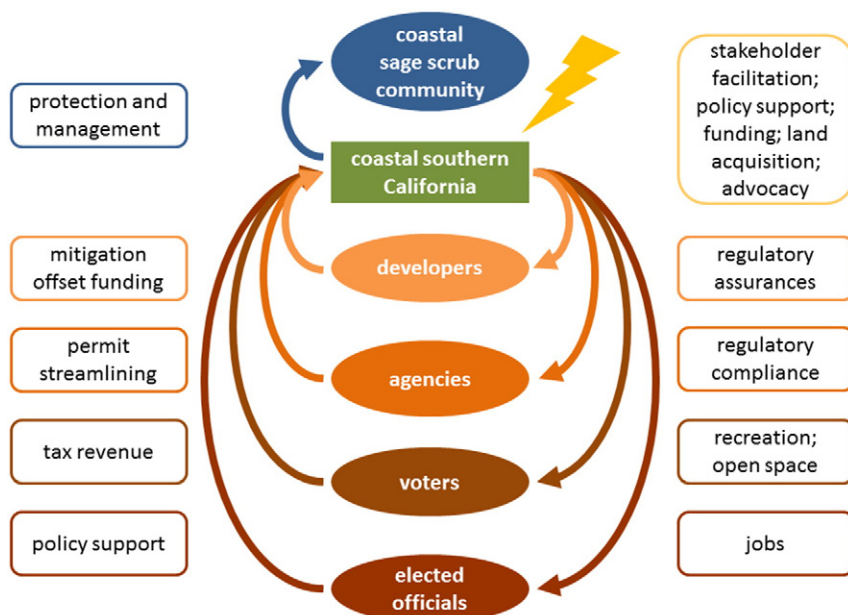 coastal
sage scrub
community
stakeholder
facilitation;
policy support;
funding; land
acquisition;
advocacy
protection and
management
coastal southern
California
mitigation
offset funding
developers
regulatory
assurances
permit
streamlining
agencies
regulatory
compliance
tax revenue
voters
recreation;
open space
policy support
elected
officials
jobs